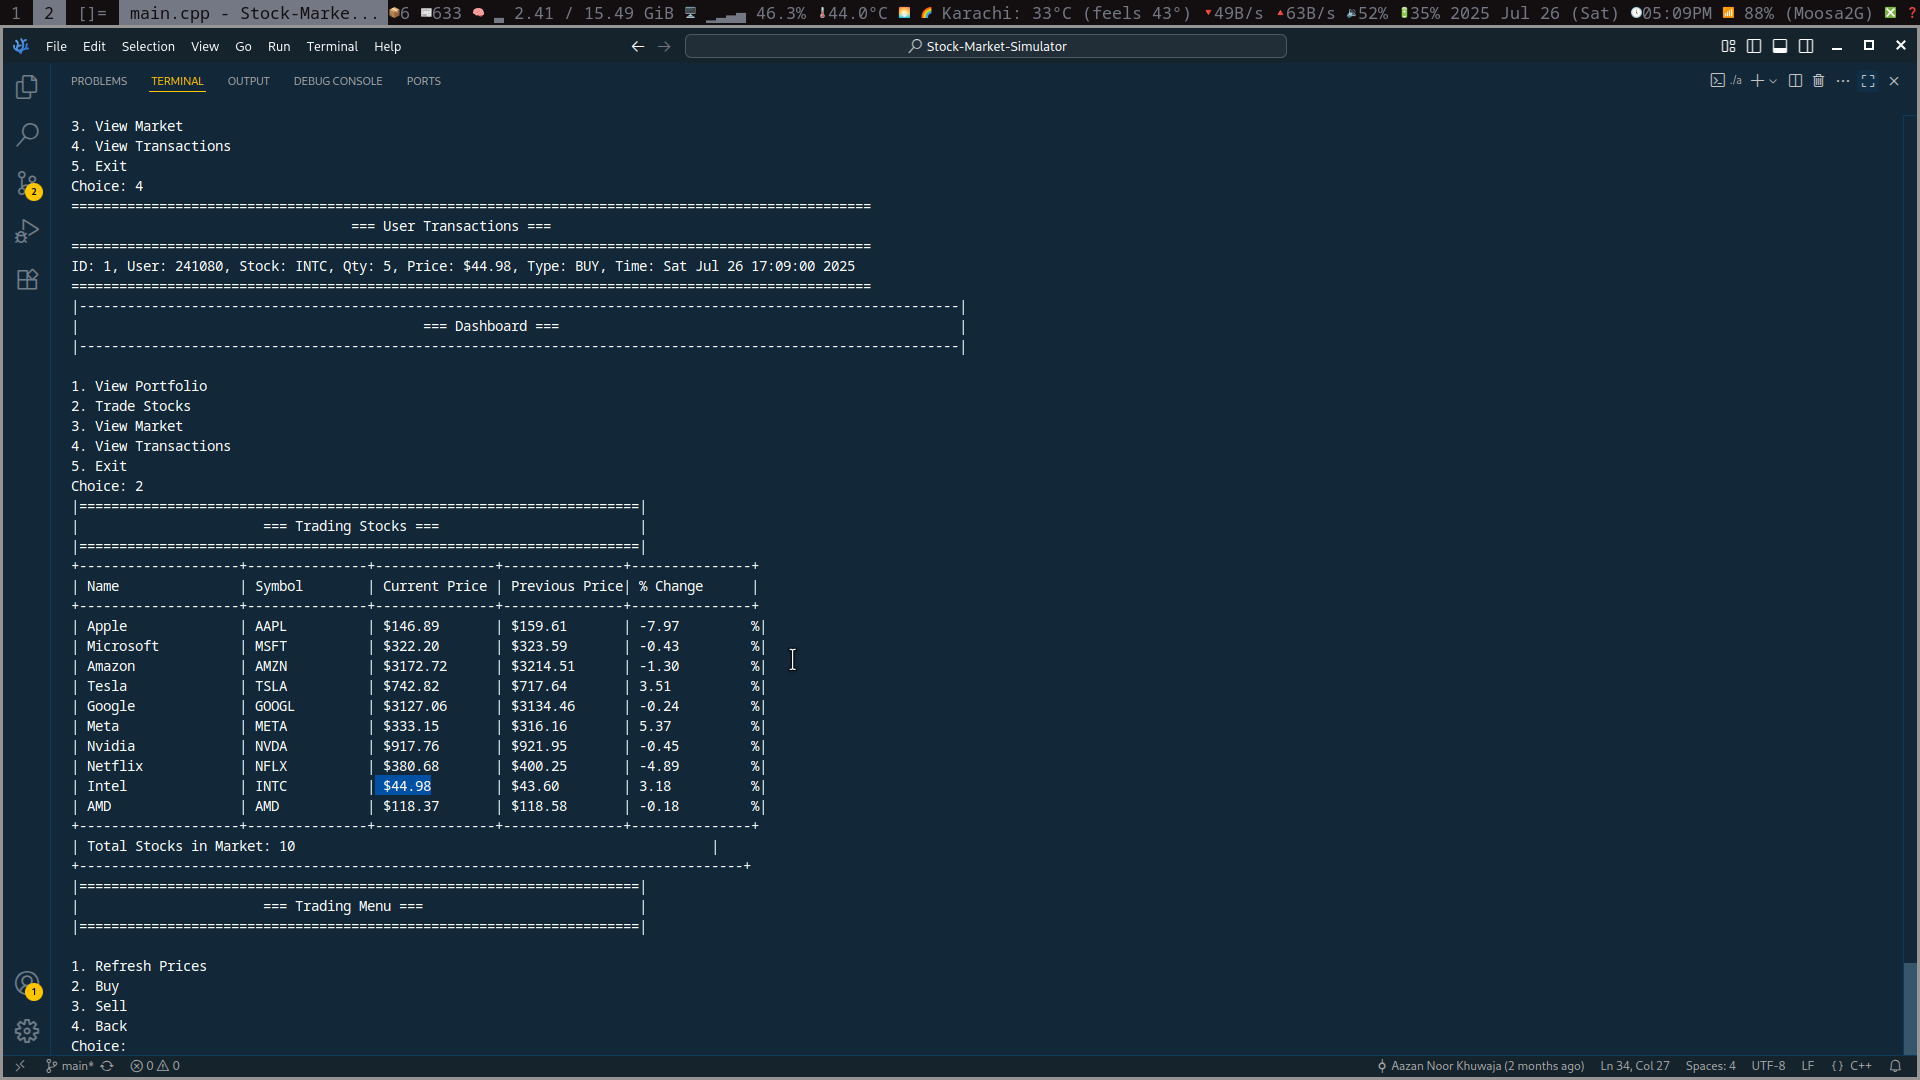 1 2 []= main.cpp - Stock-Marke... 6 633 2.41 / 15.49 GiB 46.3% 44.0°C Karachi: 33°C (feels 43°) 49B/s 63B/s 52% 35% 2025 Jul 26 (Sat) 05:09PM 88% (Moosa2G)
File Edit Selection View Go Run Terminal Help Stock-Market-Simulator
PROBLEMS TERMINAL OUTPUT DEBUG CONSOLE PORTS ./a
3. View Market
4. View Transactions
5. Exit
Choice: 4
====================================================================================================
=== User Transactions ===
====================================================================================================
ID: 1, User: 241080, Stock: INTC, Qty: 5, Price: $44.98, Type: BUY, Time: Sat Jul 26 17:09:00 2025
====================================================================================================
|--------------------------------------------------------------------------------------------------------------|
| === Dashboard === |
|--------------------------------------------------------------------------------------------------------------|
1. View Portfolio
2. Trade Stocks
3. View Market
4. View Transactions
5. Exit
Choice: 2
|======================================================================|
| === Trading Stocks === |
|======================================================================|
+--------------------+---------------+---------------+---------------+---------------+
| Name | Symbol | Current Price | Previous Price| % Change |
+--------------------+---------------+---------------+---------------+---------------+
| Apple | AAPL | $146.89 | $159.61 | -7.97 %|
| Microsoft | MSFT | $322.20 | $323.59 | -0.43 %|
| Amazon | AMZN | $3172.72 | $3214.51 | -1.30 %|
| Tesla | TSLA | $742.82 | $717.64 | 3.51 %|
| Google | GOOGL | $3127.06 | $3134.46 | -0.24 %|
| Meta | META | $333.15 | $316.16 | 5.37 %|
| Nvidia | NVDA | $917.76 | $921.95 | -0.45 %|
| Netflix | NFLX | $380.68 | $400.25 | -4.89 %|
| Intel | INTC | $44.98 | $43.60 | 3.18 %|
| AMD | AMD | $118.37 | $118.58 | -0.18 %|
+--------------------+---------------+---------------+---------------+---------------+
| Total Stocks in Market: 10 |
+-----------------------------------------------------------------------------------+
|======================================================================|
| === Trading Menu === |
|======================================================================|
1. Refresh Prices
2. Buy
3. Sell
4. Back
Choice:
2
1
main* 0 0 Aazan Noor Khuwaja (2 months ago) Ln 34, Col 27 Spaces: 4 UTF-8 LF {} C++